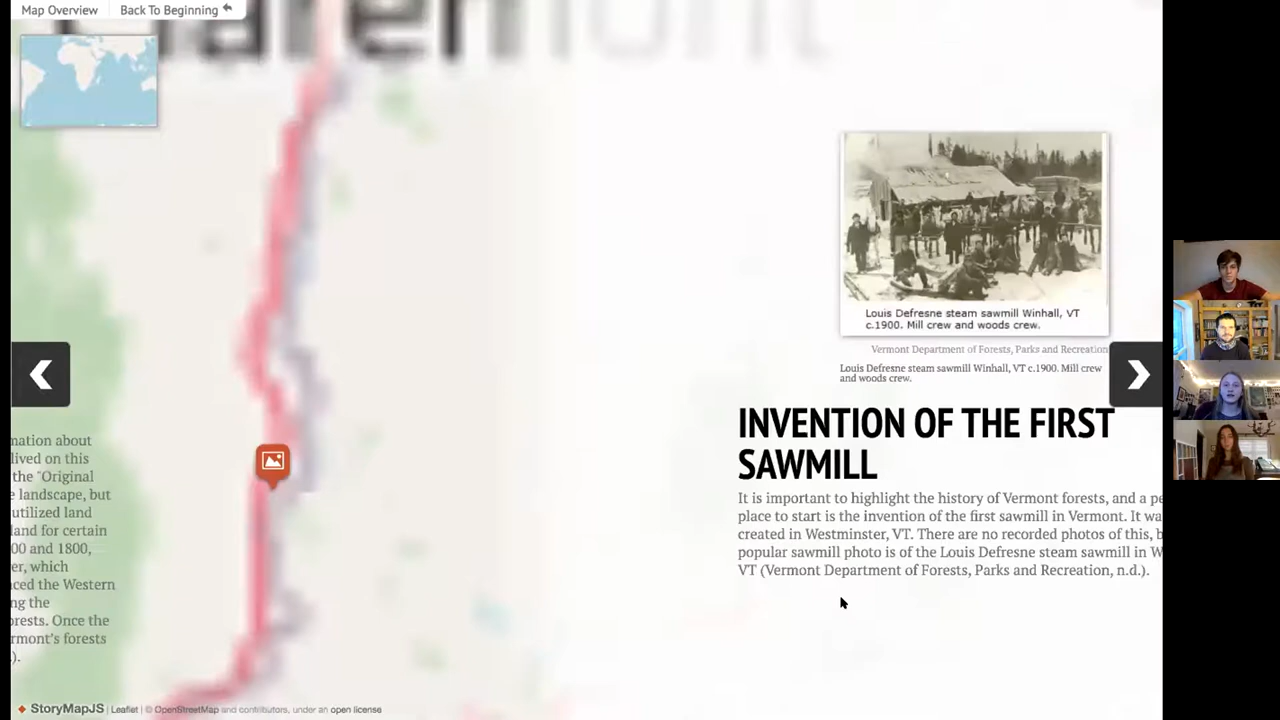 Map Overview
Back To Beginning
laremont
Louis Defresne steam sawmill Winhall, VT
c.1900. Mill crew and woods crew.
Vermont Department of Forests, Parks and Recreation
Louis Defresne steam sawmill Winhall, VT c.1900. Mill crew
and woods crew.
INVENTION OF THE FIRST
SAWMILL
It is important to highlight the history of Vermont forests, and a pe
place to start is the invention of the first sawmill in Vermont. It wa
created in Westminster, VT. There are no recorded photos of this, b
popular sawmill photo is of the Louis Defresne steam sawmill in W
VT (Vermont Department of Forests, Parks and Recreation, n.d.).
mation about
lived on this
the "Original
e landscape, but
utilized land
land for certain
00 and 1800,
er, which
aced the Western
ng the
orests. Once the
rmont's forests
.).
StoryMapJS | Leaflet | © OpenStreetMap and contributors, under an open license